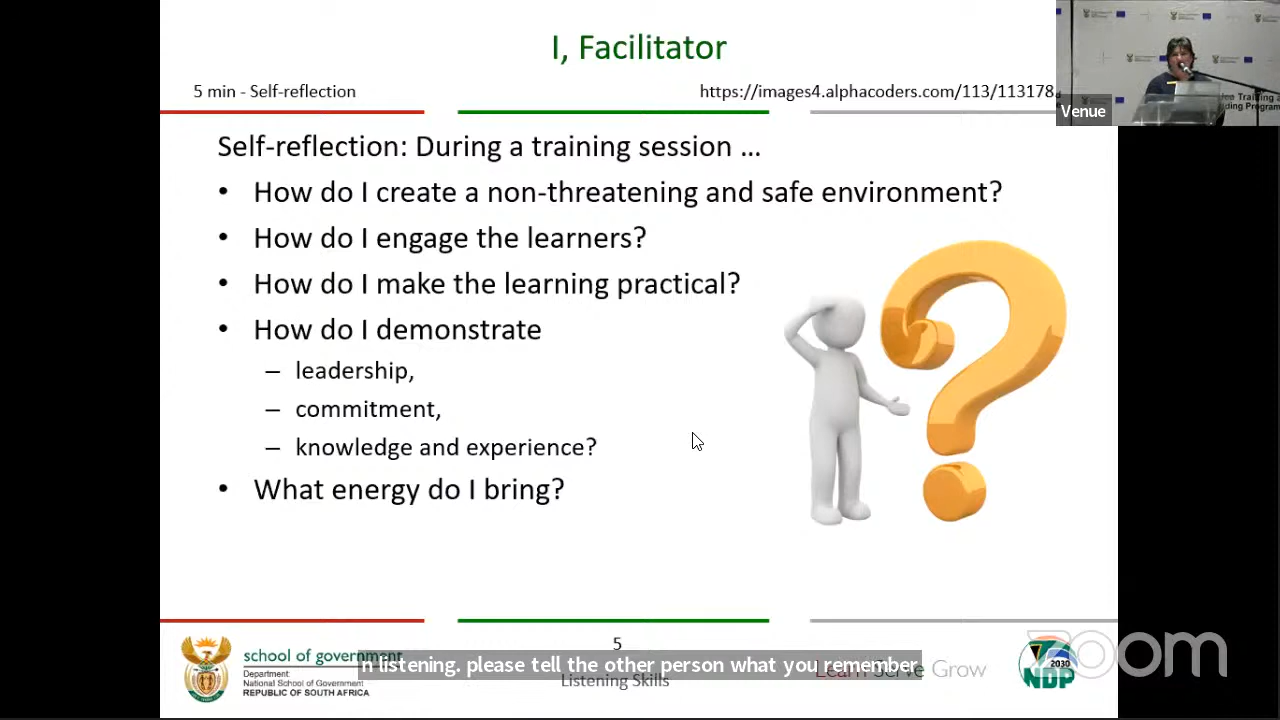 I, Facilitator
5 min - Self-reflection
https://images4.alphacoders.com/113/113178
Venue
Self-reflection: During a training session …
• How do I create a non-threatening and safe environment?
• How do I engage the learners?
• How do I make the learning practical?
• How do I demonstrate
– leadership,
– commitment,
– knowledge and experience?
• What energy do I bring?
5
school of government
Department:
National School of Government
REPUBLIC OF SOUTH AFRICA
n listening. please tell the other person what you remember
Listening Skills
Learn Serve Grow
2030
NDP
zoom